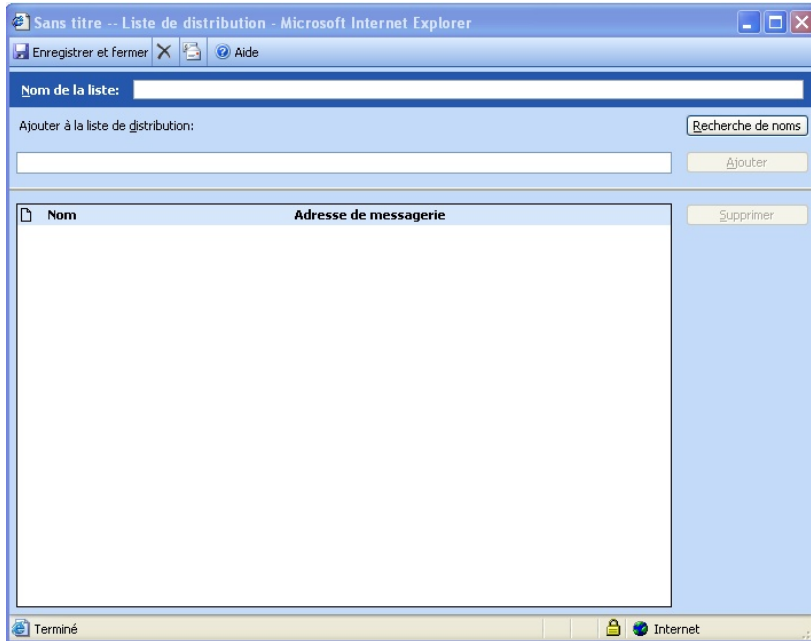 Sans titre -- Liste de distribution - Microsoft Internet Explorer
Enregistrer et fermer Aide
Nom de la liste:
Ajouter à la liste de distribution:
Recherche de noms
Ajouter
Nom Adresse de messagerie
Supprimer
Terminé Internet